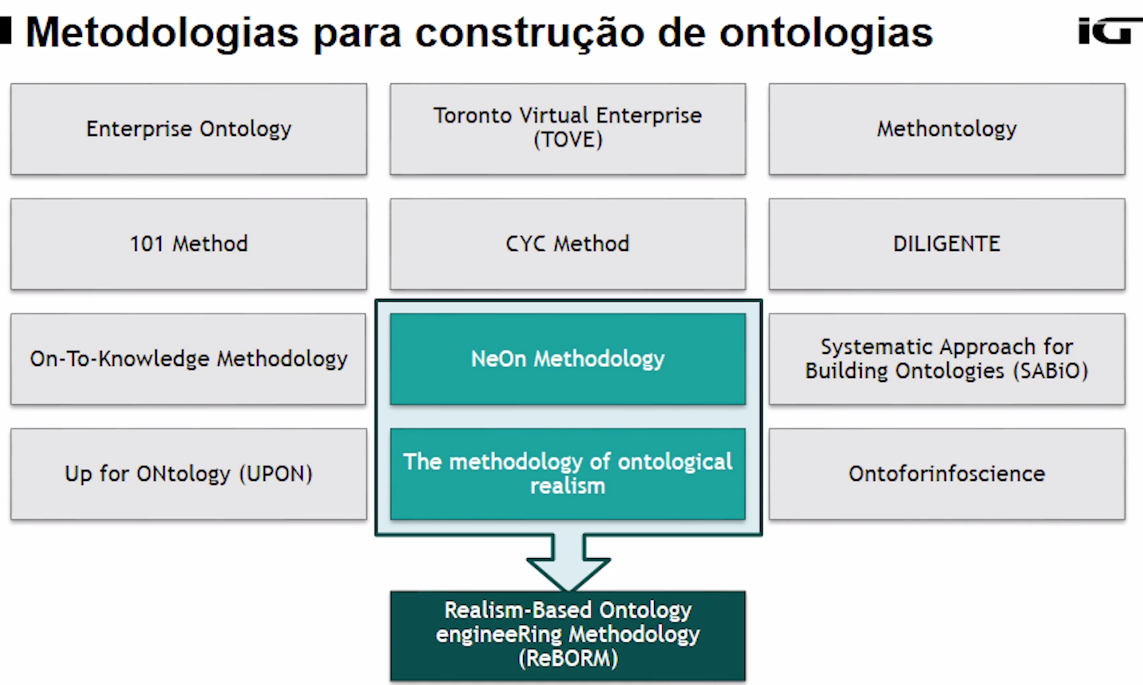 Metodologias para construção de ontologias
iG
Enterprise Ontology
Toronto Virtual Enterprise
(TOVE)
Methontology
101 Method
CYC Method
DILIGENTE
On-To-Knowledge Methodology
NeOn Methodology
Systematic Approach for
Building Ontologies (SABiO)
Up for ONtology (UPON)
The methodology of ontological
realism
Ontoforinfoscience
Realism-Based Ontology
engineeRing Methodology
(ReBORM)